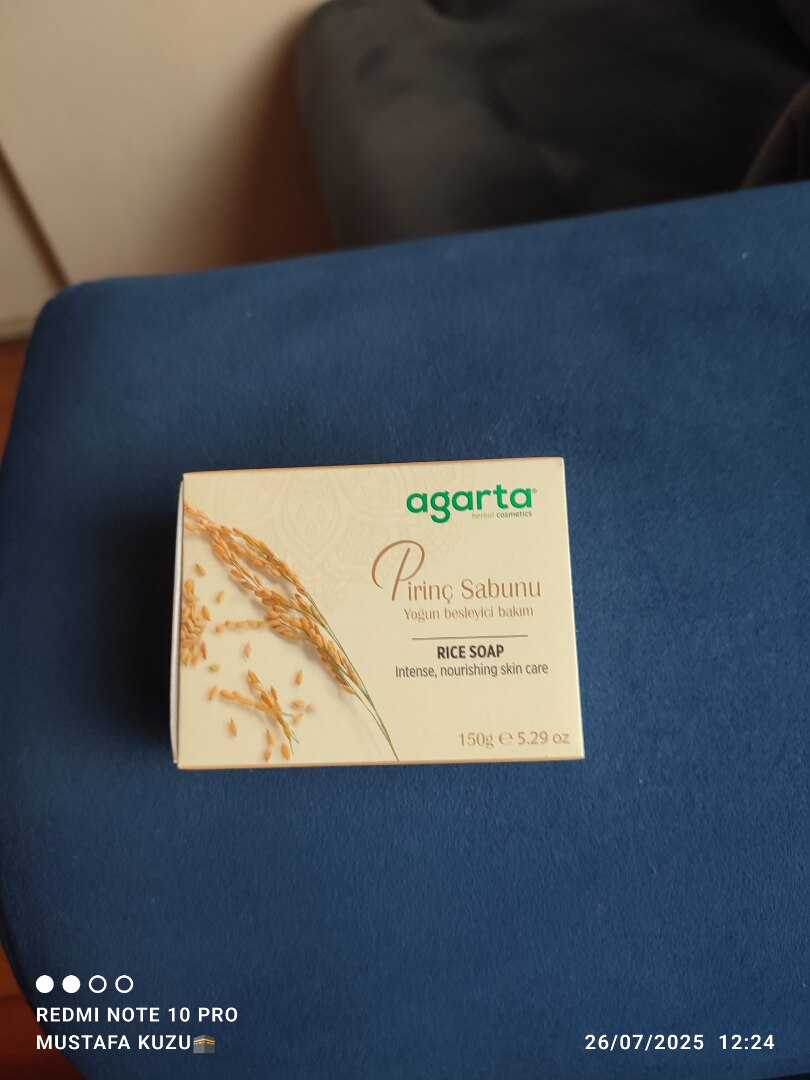 agarta®
herbal cosmetics
Pirinç Sabunu
Yoğun besleyici bakım
RICE SOAP
Intense, nourishing skin care
150g ℮ 5.29 oz
REDMI NOTE 10 PRO
MUSTAFA KUZU🕋
26/07/2025 12:24